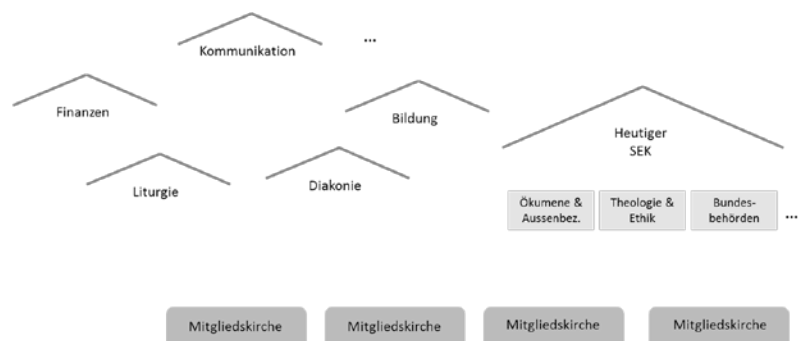 Kommunikation
...
Finanzen
Bildung
Heutiger
SEK
Liturgie
Diakonie
Ökumene &
Aussenbez.
Theologie &
Ethik
Bundes-
behörden
...
Mitgliedskirche
Mitgliedskirche
Mitgliedskirche
Mitgliedskirche